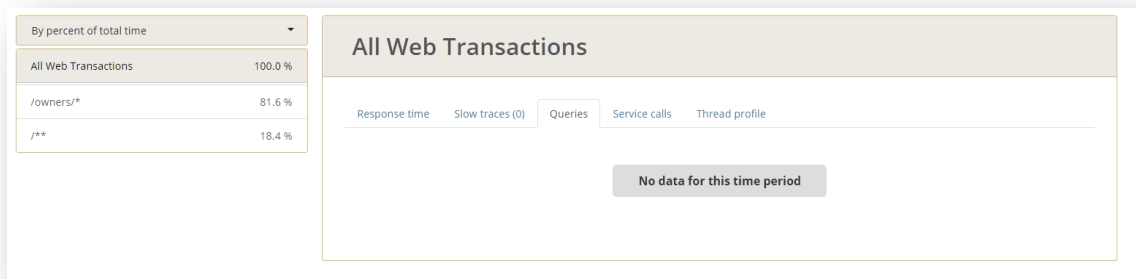 By percent of total time
All Web Transactions 100.0 %
/owners/* 81.6 %
/** 18.4 %
All Web Transactions
Response time Slow traces (0) Queries Service calls Thread profile
No data for this time period